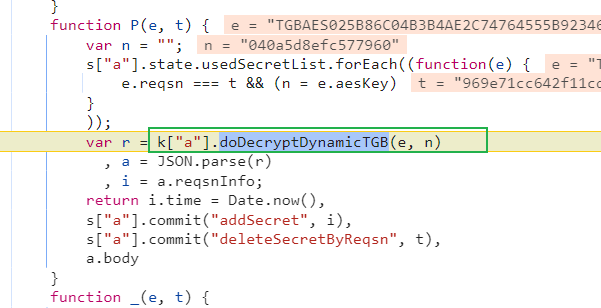 }
function P(e, t) { e = "TGBAES025B86C04B3B4AE2C74764555B92346
var n = ""; n = "040a5d8efc577960"
s["a"].state.usedSecretList.forEach((function(e) { e = "T
e.reqsn === t && (n = e.aesKey) t = "969e71cc642f11cc
}
));
var r = k["a"].doDecryptDynamicTGB(e, n)
, a = JSON.parse(r)
, i = a.reqsnInfo;
return i.time = Date.now(),
s["a"].commit("addSecret", i),
s["a"].commit("deleteSecretByReqsn", t),
a.body
}
function _(e, t) {